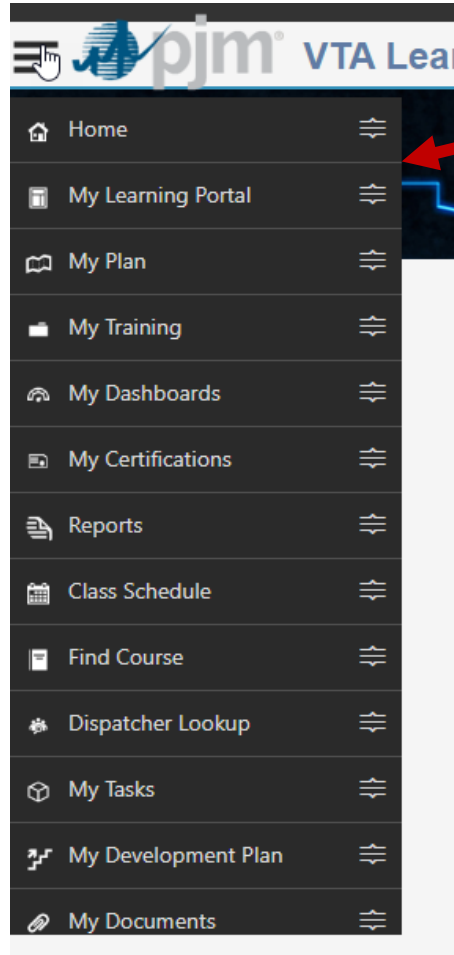 pjm® VTA Lear
Home
My Learning Portal
My Plan
My Training
My Dashboards
My Certifications
Reports
Class Schedule
Find Course
Dispatcher Lookup
My Tasks
My Development Plan
My Documents